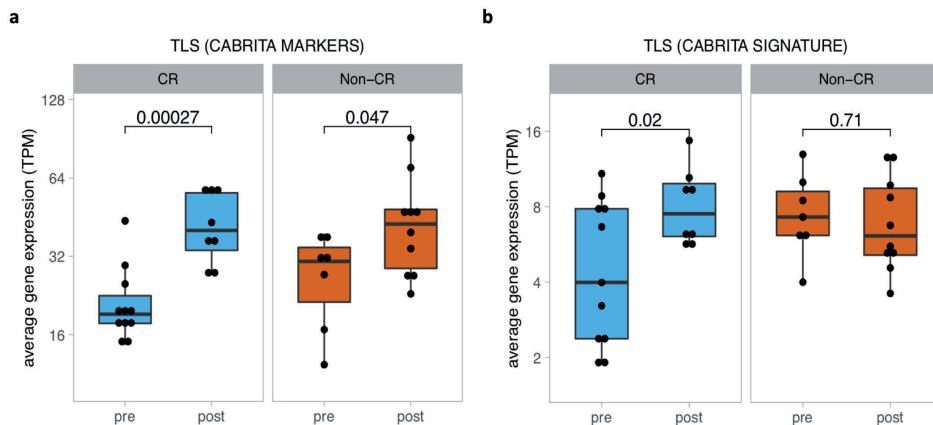 a
TLS (CABRITA MARKERS)
CR
Non-CR
average gene expression (TPM)
128
64
32
16
0.00027
0.047
pre
post
pre
post
b
TLS (CABRITA SIGNATURE)
CR
Non-CR
average gene expression (TPM)
16
8
4
2
0.02
0.71
pre
post
pre
post